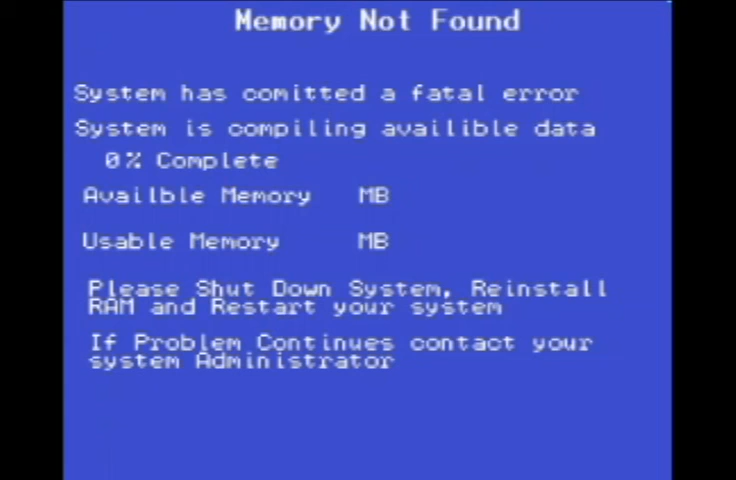 Memory Not Found
System has comitted a fatal error
System is compiling availible data
0% Complete
Availble Memory MB
Usable Memory MB
Please Shut Down System, Reinstall
RAM and Restart your system
If Problem Continues contact your
system Administrator